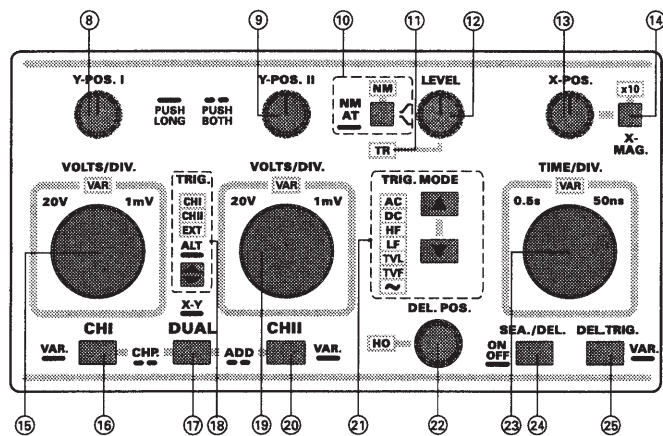 8 9 10 11 12 13 14
Y-POS. I
Y-POS. II
NM
LEVEL
X-POS.
x10
PUSH LONG
PUSH BOTH
NM
AT
TR
X-MAG.
VOLTS/DIV.
VAR
20V 1mV
TRIG.
CHI
CHII
EXT
ALT
X-Y
VOLTS/DIV.
VAR
20V 1mV
TRIG. MODE
AC
DC
HF
LF
TVL
TVF
~
TIME/DIV.
VAR
0.5s 50ns
DEL. POS.
HO
CHI
DUAL
CHII
VAR.
CHP.
ADD
VAR.
ON
OFF
SEA./DEL.
DEL.TRIG.
VAR.
15 16 17 18 19 20 21 22 23 24 25